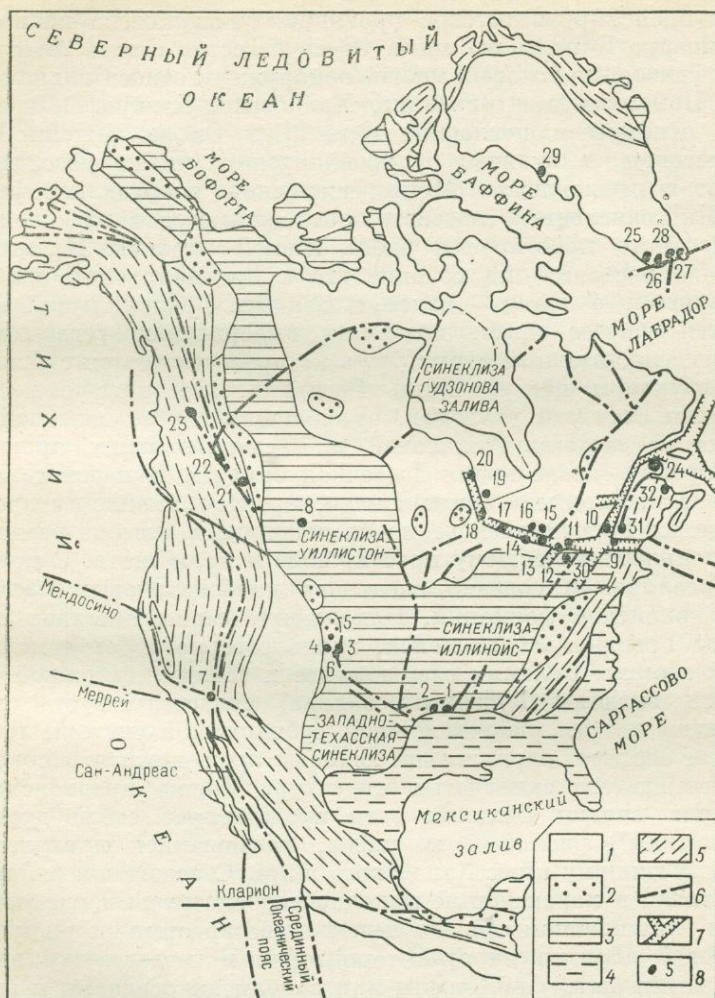 СЕВЕРНЫЙ ЛЕДОВИТЫЙ
ОКЕАН
МОРЕ
БОФОРТА
МОРЕ
БАФФИНА
29
25
28
26
27
МОРЕ
ЛАБРАДОР
ТИХИЙ
СИНЕКЛИЗА
ГУДЗОНОВА
ЗАЛИВА
23
22
21
20
19
24
32
8
18
17
16
15
14
13
12
11
10
30
9
31
СИНЕКЛИЗА
УИЛЛИСТОН
Мендосино
5
4
3
6
СИНЕКЛИЗА
ИЛЛИНОЙС
7
Меррей
2
1
САРГАССОВО
МОРЕ
ЗАПАДНО-
ТЕХАССКАЯ
СИНЕКЛИЗА
Сан-Андреас
ОКЕАН
Мексиканский
залив
Кларион
Срединный
Океанический
пояс
1
5
2
6
3
7
4
5
8